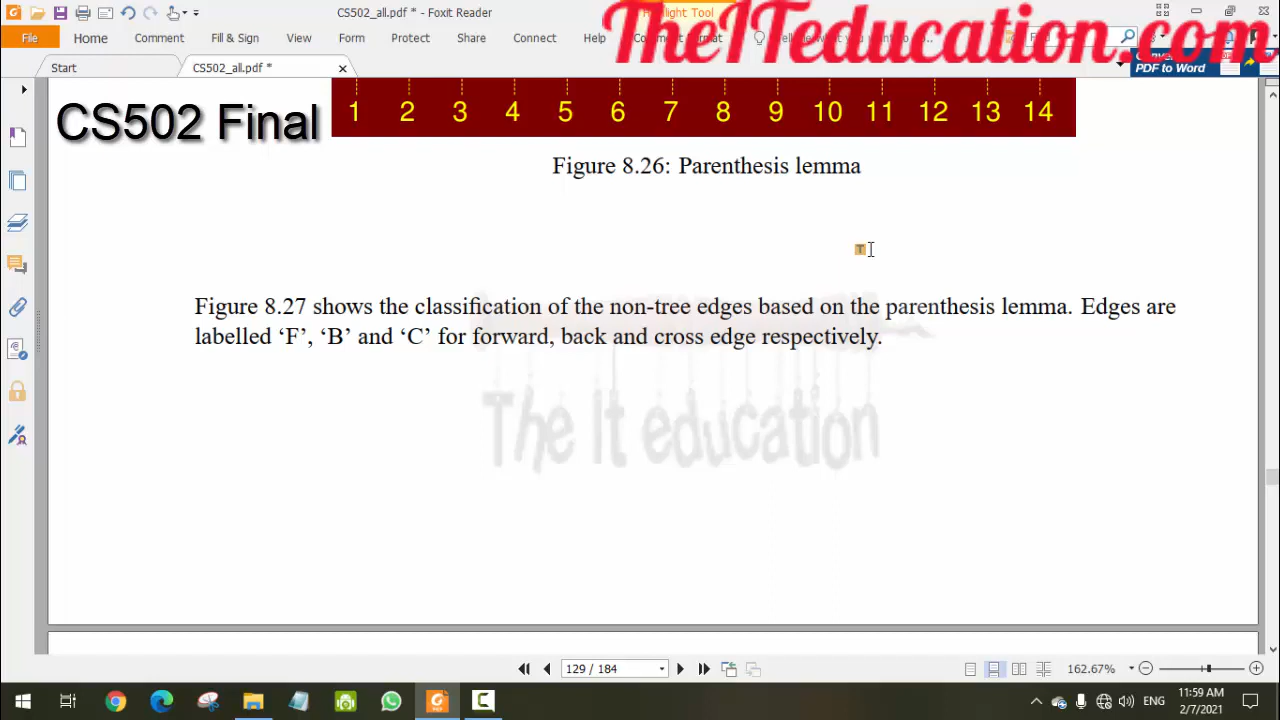 CS502_all.pdf * - Foxit Reader
TheITeducation.com
File Home Comment Fill & Sign View Form Protect Share Connect Help
Start CS502_all.pdf *
PDF to Word
CS502 Final
1 2 3 4 5 6 7 8 9 10 11 12 13 14
Figure 8.26: Parenthesis lemma
Figure 8.27 shows the classification of the non-tree edges based on the parenthesis lemma. Edges are
labelled ‘F’, ‘B’ and ‘C’ for forward, back and cross edge respectively.
The It education
129 / 184
162.67%
ENG
11:59 AM
2/7/2021